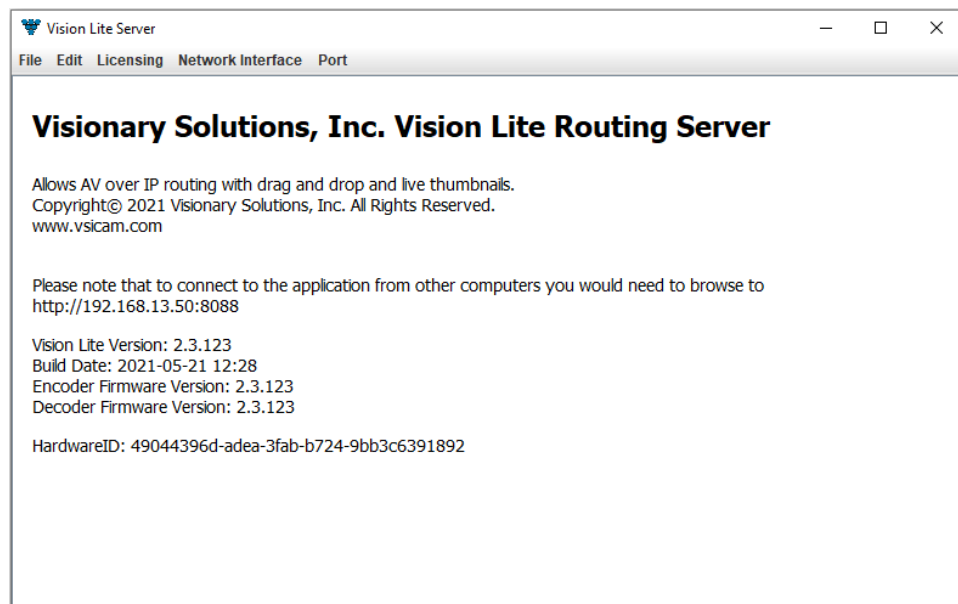 Vision Lite Server
File Edit Licensing Network Interface Port
Visionary Solutions, Inc. Vision Lite Routing Server
Allows AV over IP routing with drag and drop and live thumbnails.
Copyright© 2021 Visionary Solutions, Inc. All Rights Reserved.
www.vsicam.com
Please note that to connect to the application from other computers you would need to browse to
http://192.168.13.50:8088
Vision Lite Version: 2.3.123
Build Date: 2021-05-21 12:28
Encoder Firmware Version: 2.3.123
Decoder Firmware Version: 2.3.123
HardwareID: 49044396d-adea-3fab-b724-9bb3c6391892